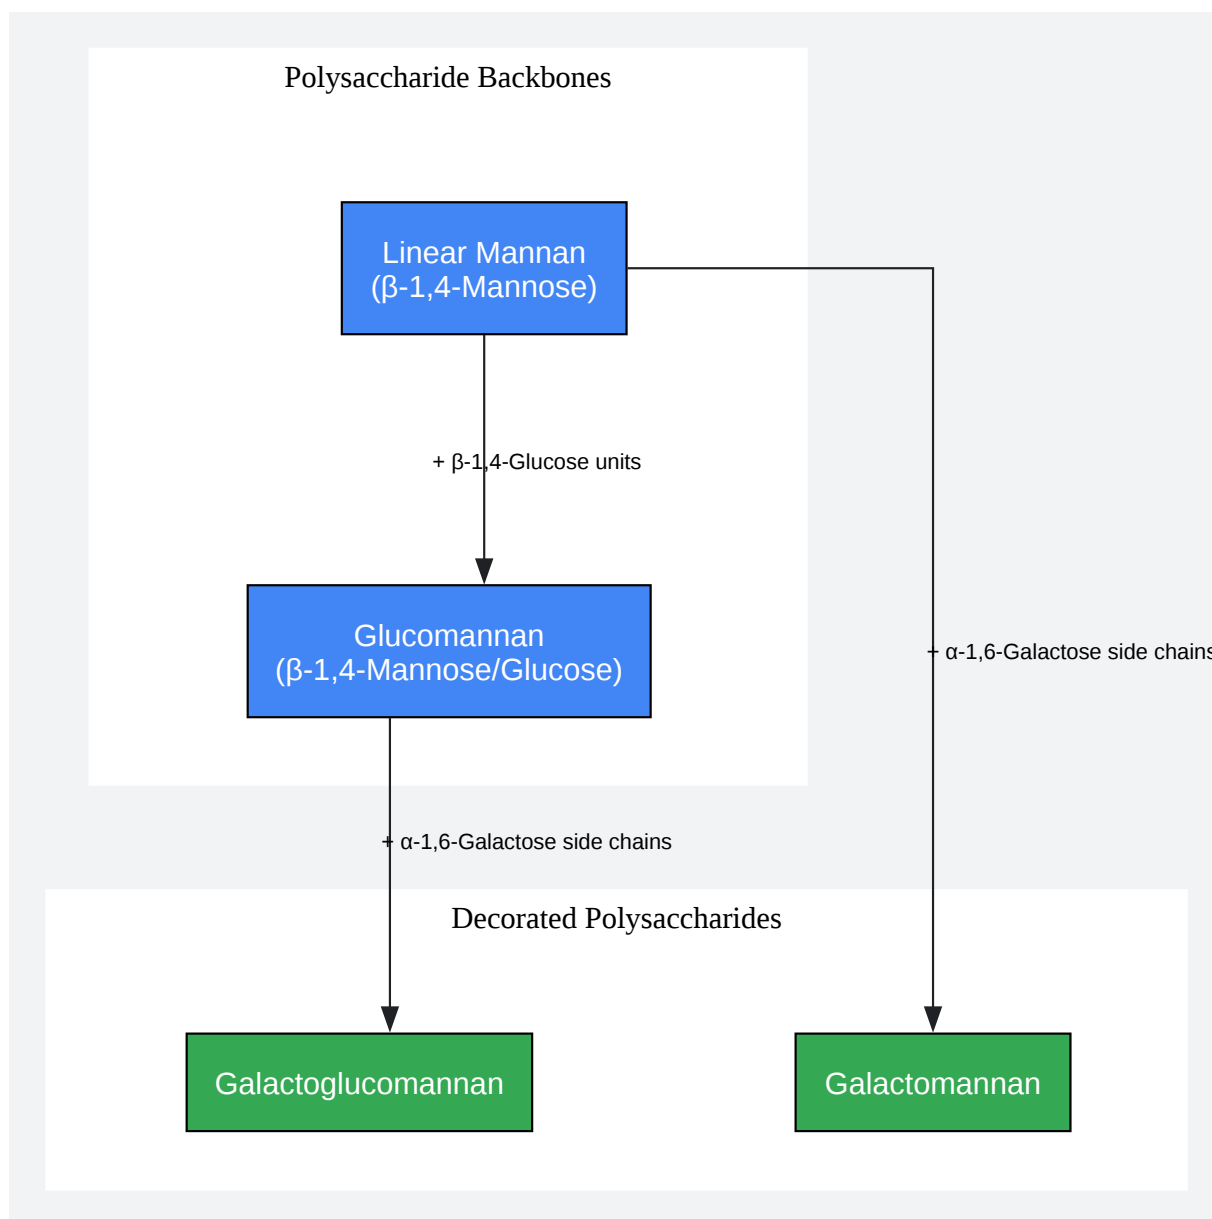 Polysaccharide Backbones
Linear Mannan
(β-1,4-Mannose)
+ β-1,4-Glucose units
Glucomannan
(β-1,4-Mannose/Glucose)
+ α-1,6-Galactose side chains
+ α-1,6-Galactose side chains
Decorated Polysaccharides
Galactoglucomannan
Galactomannan